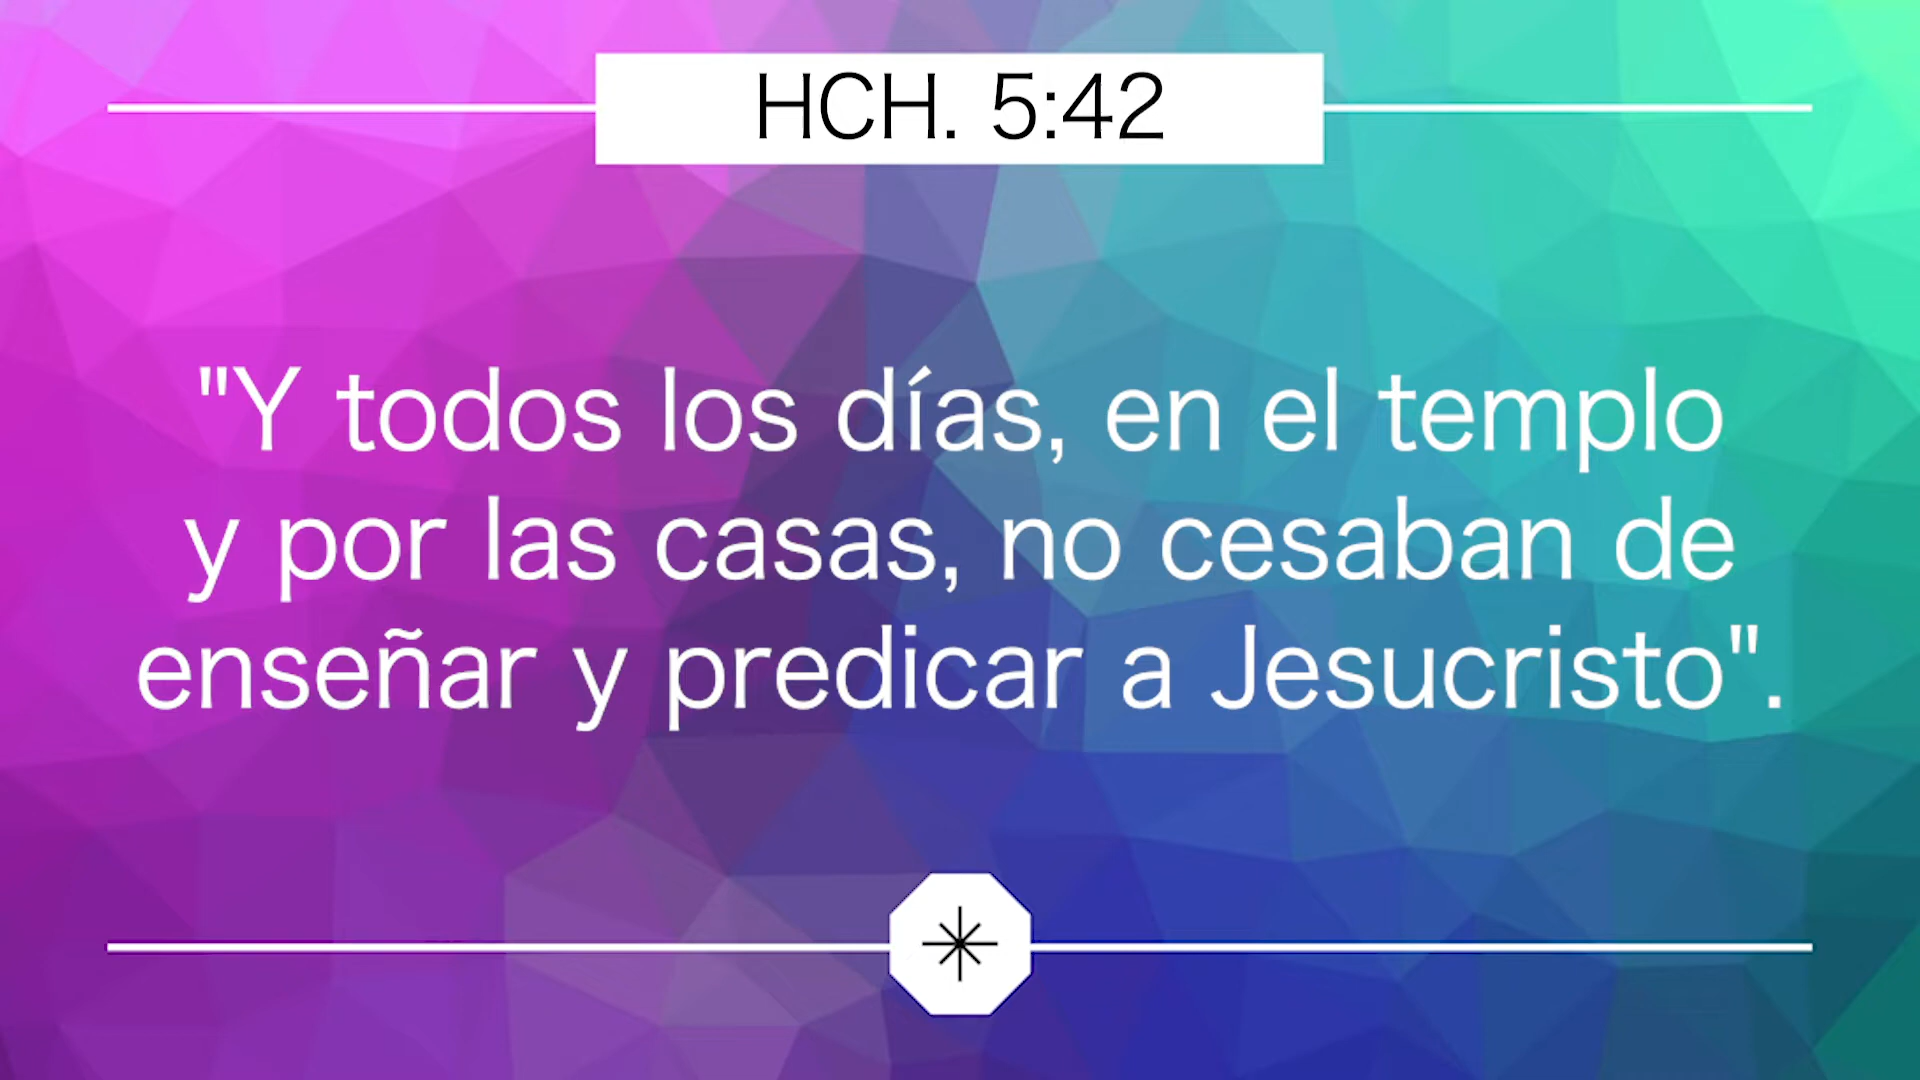 HCH. 5:42
"Y todos los días, en el templo
y por las casas, no cesaban de
enseñar y predicar a Jesucristo".